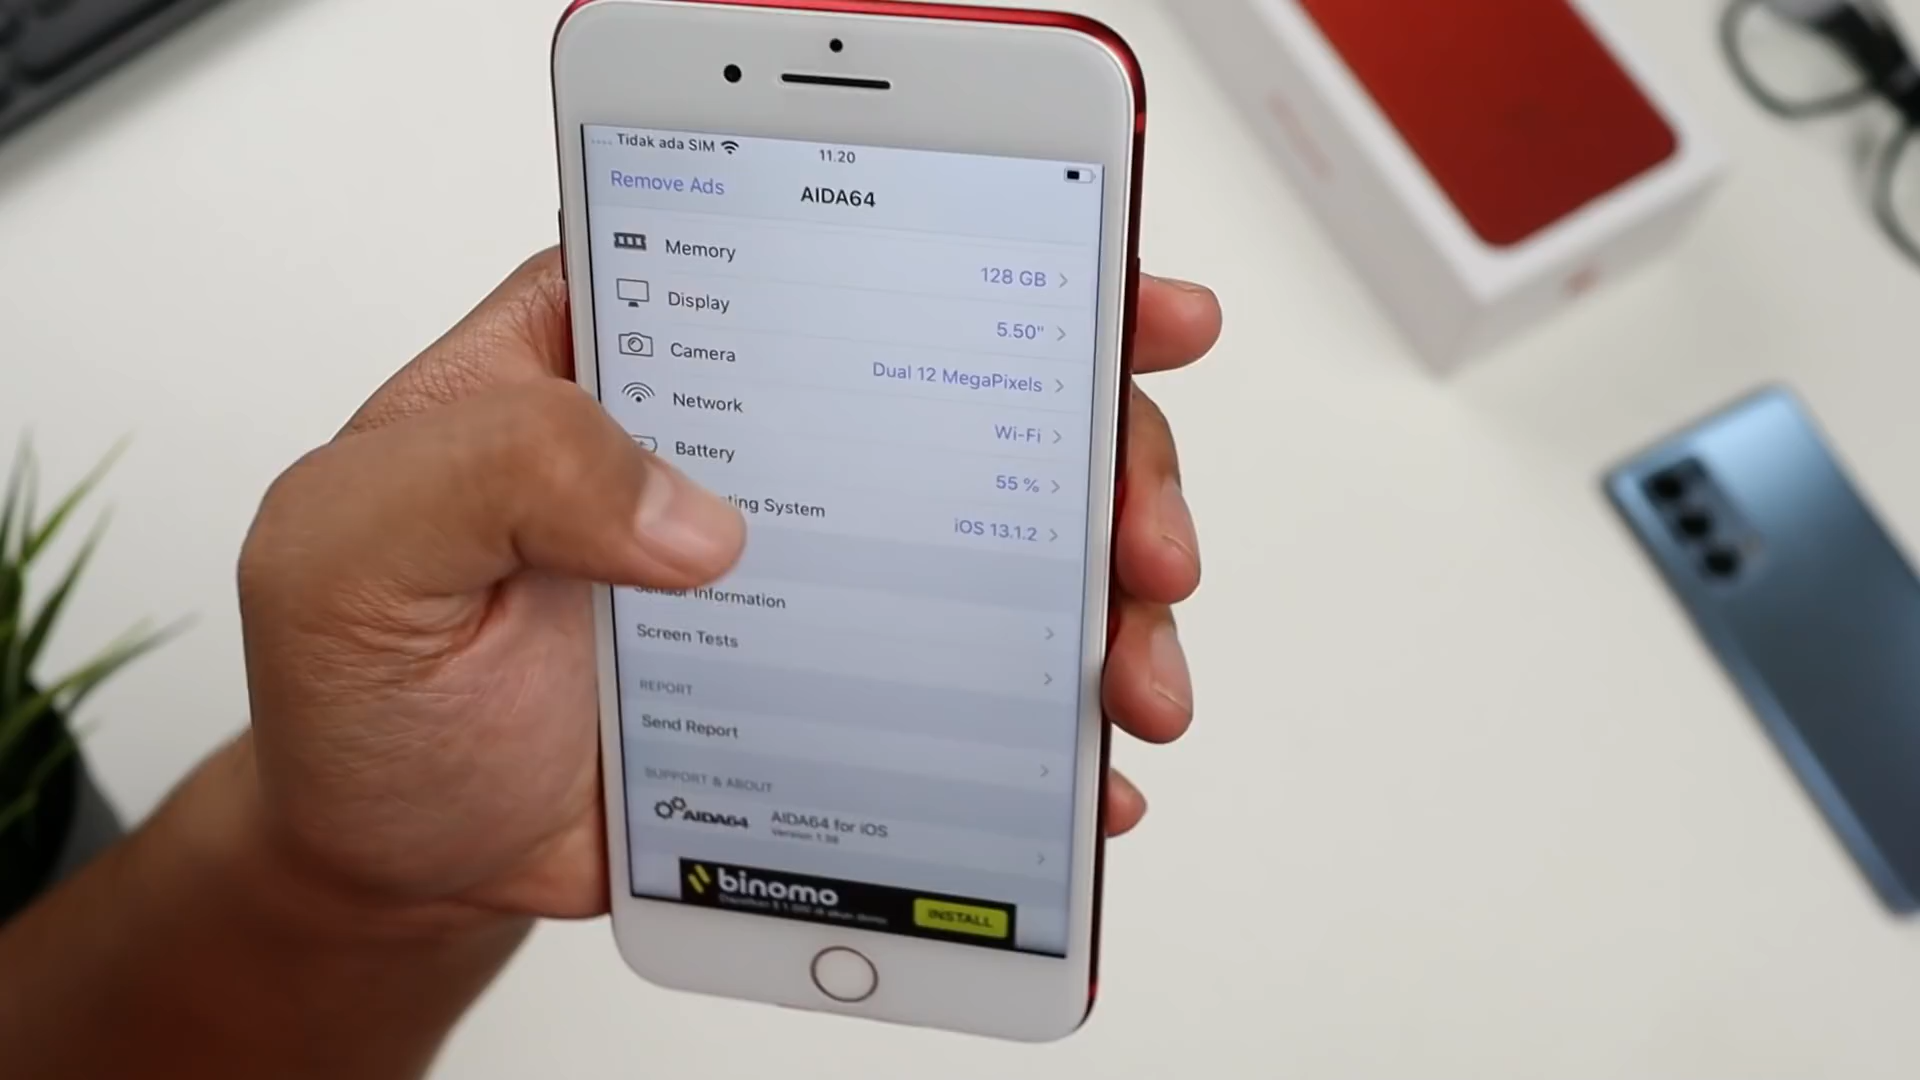 Tidak ada SIM
11.20
Remove Ads
AIDA64
Memory
128 GB
Display
5.50"
Camera
Dual 12 MegaPixels
Network
Wi-Fi
Battery
55 %
ting System
iOS 13.1.2
Sensor Information
Screen Tests
REPORT
Send Report
SUPPORT & ABOUT
AIDA64
AIDA64 for iOS
binomo
INSTALL